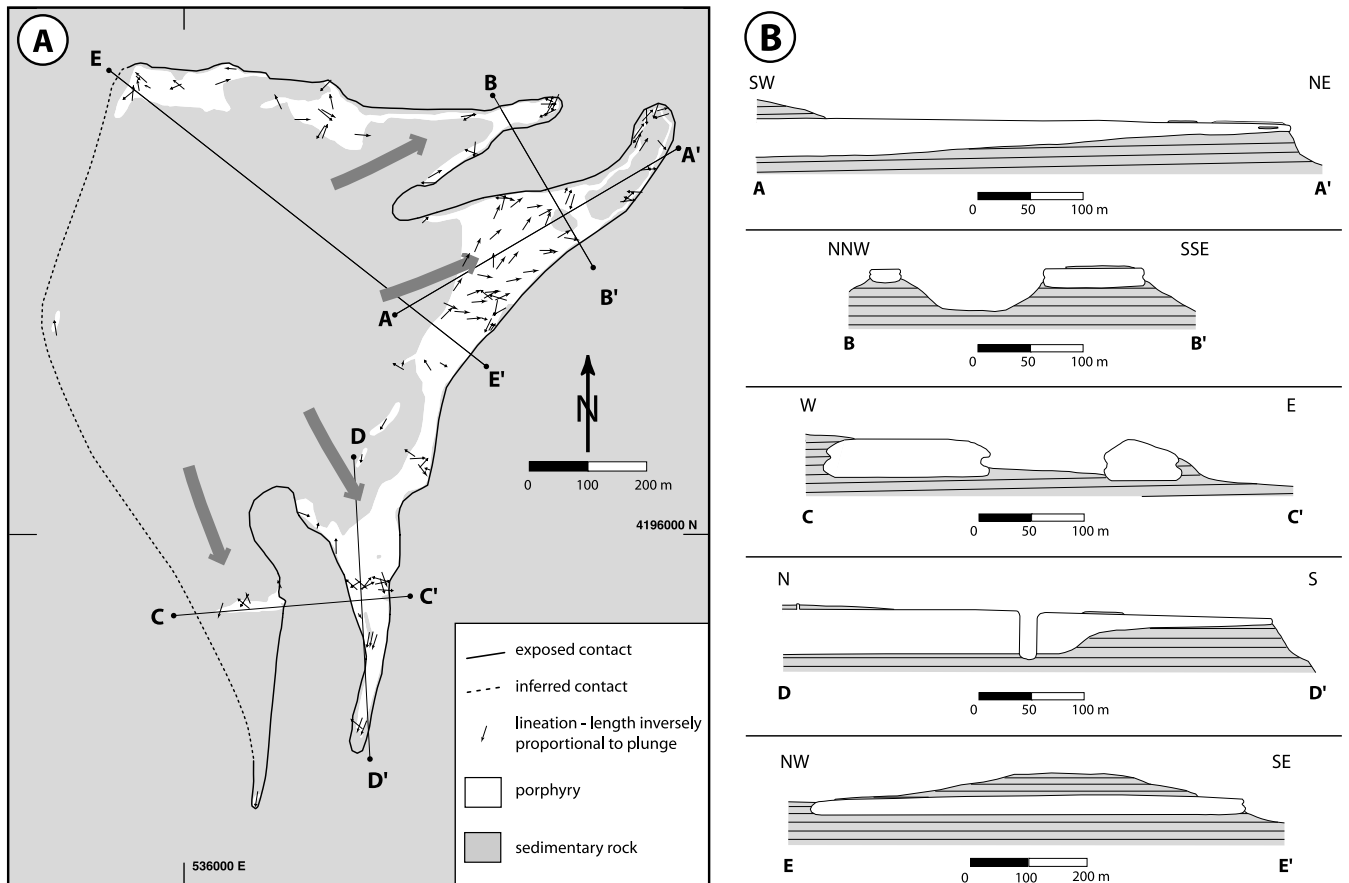 A
E
B
A'
A
B'
E'
N
D
0 100 200 m
4196000 N
C
C'
D'
536000 E
exposed contact
inferred contact
lineation - length inversely
proportional to plunge
porphyry
sedimentary rock
B
SW NE
A A'
0 50 100 m
NNW SSE
B B'
0 50 100 m
W E
C C'
0 50 100 m
N S
D D'
0 50 100 m
NW SE
E E'
0 100 200 m